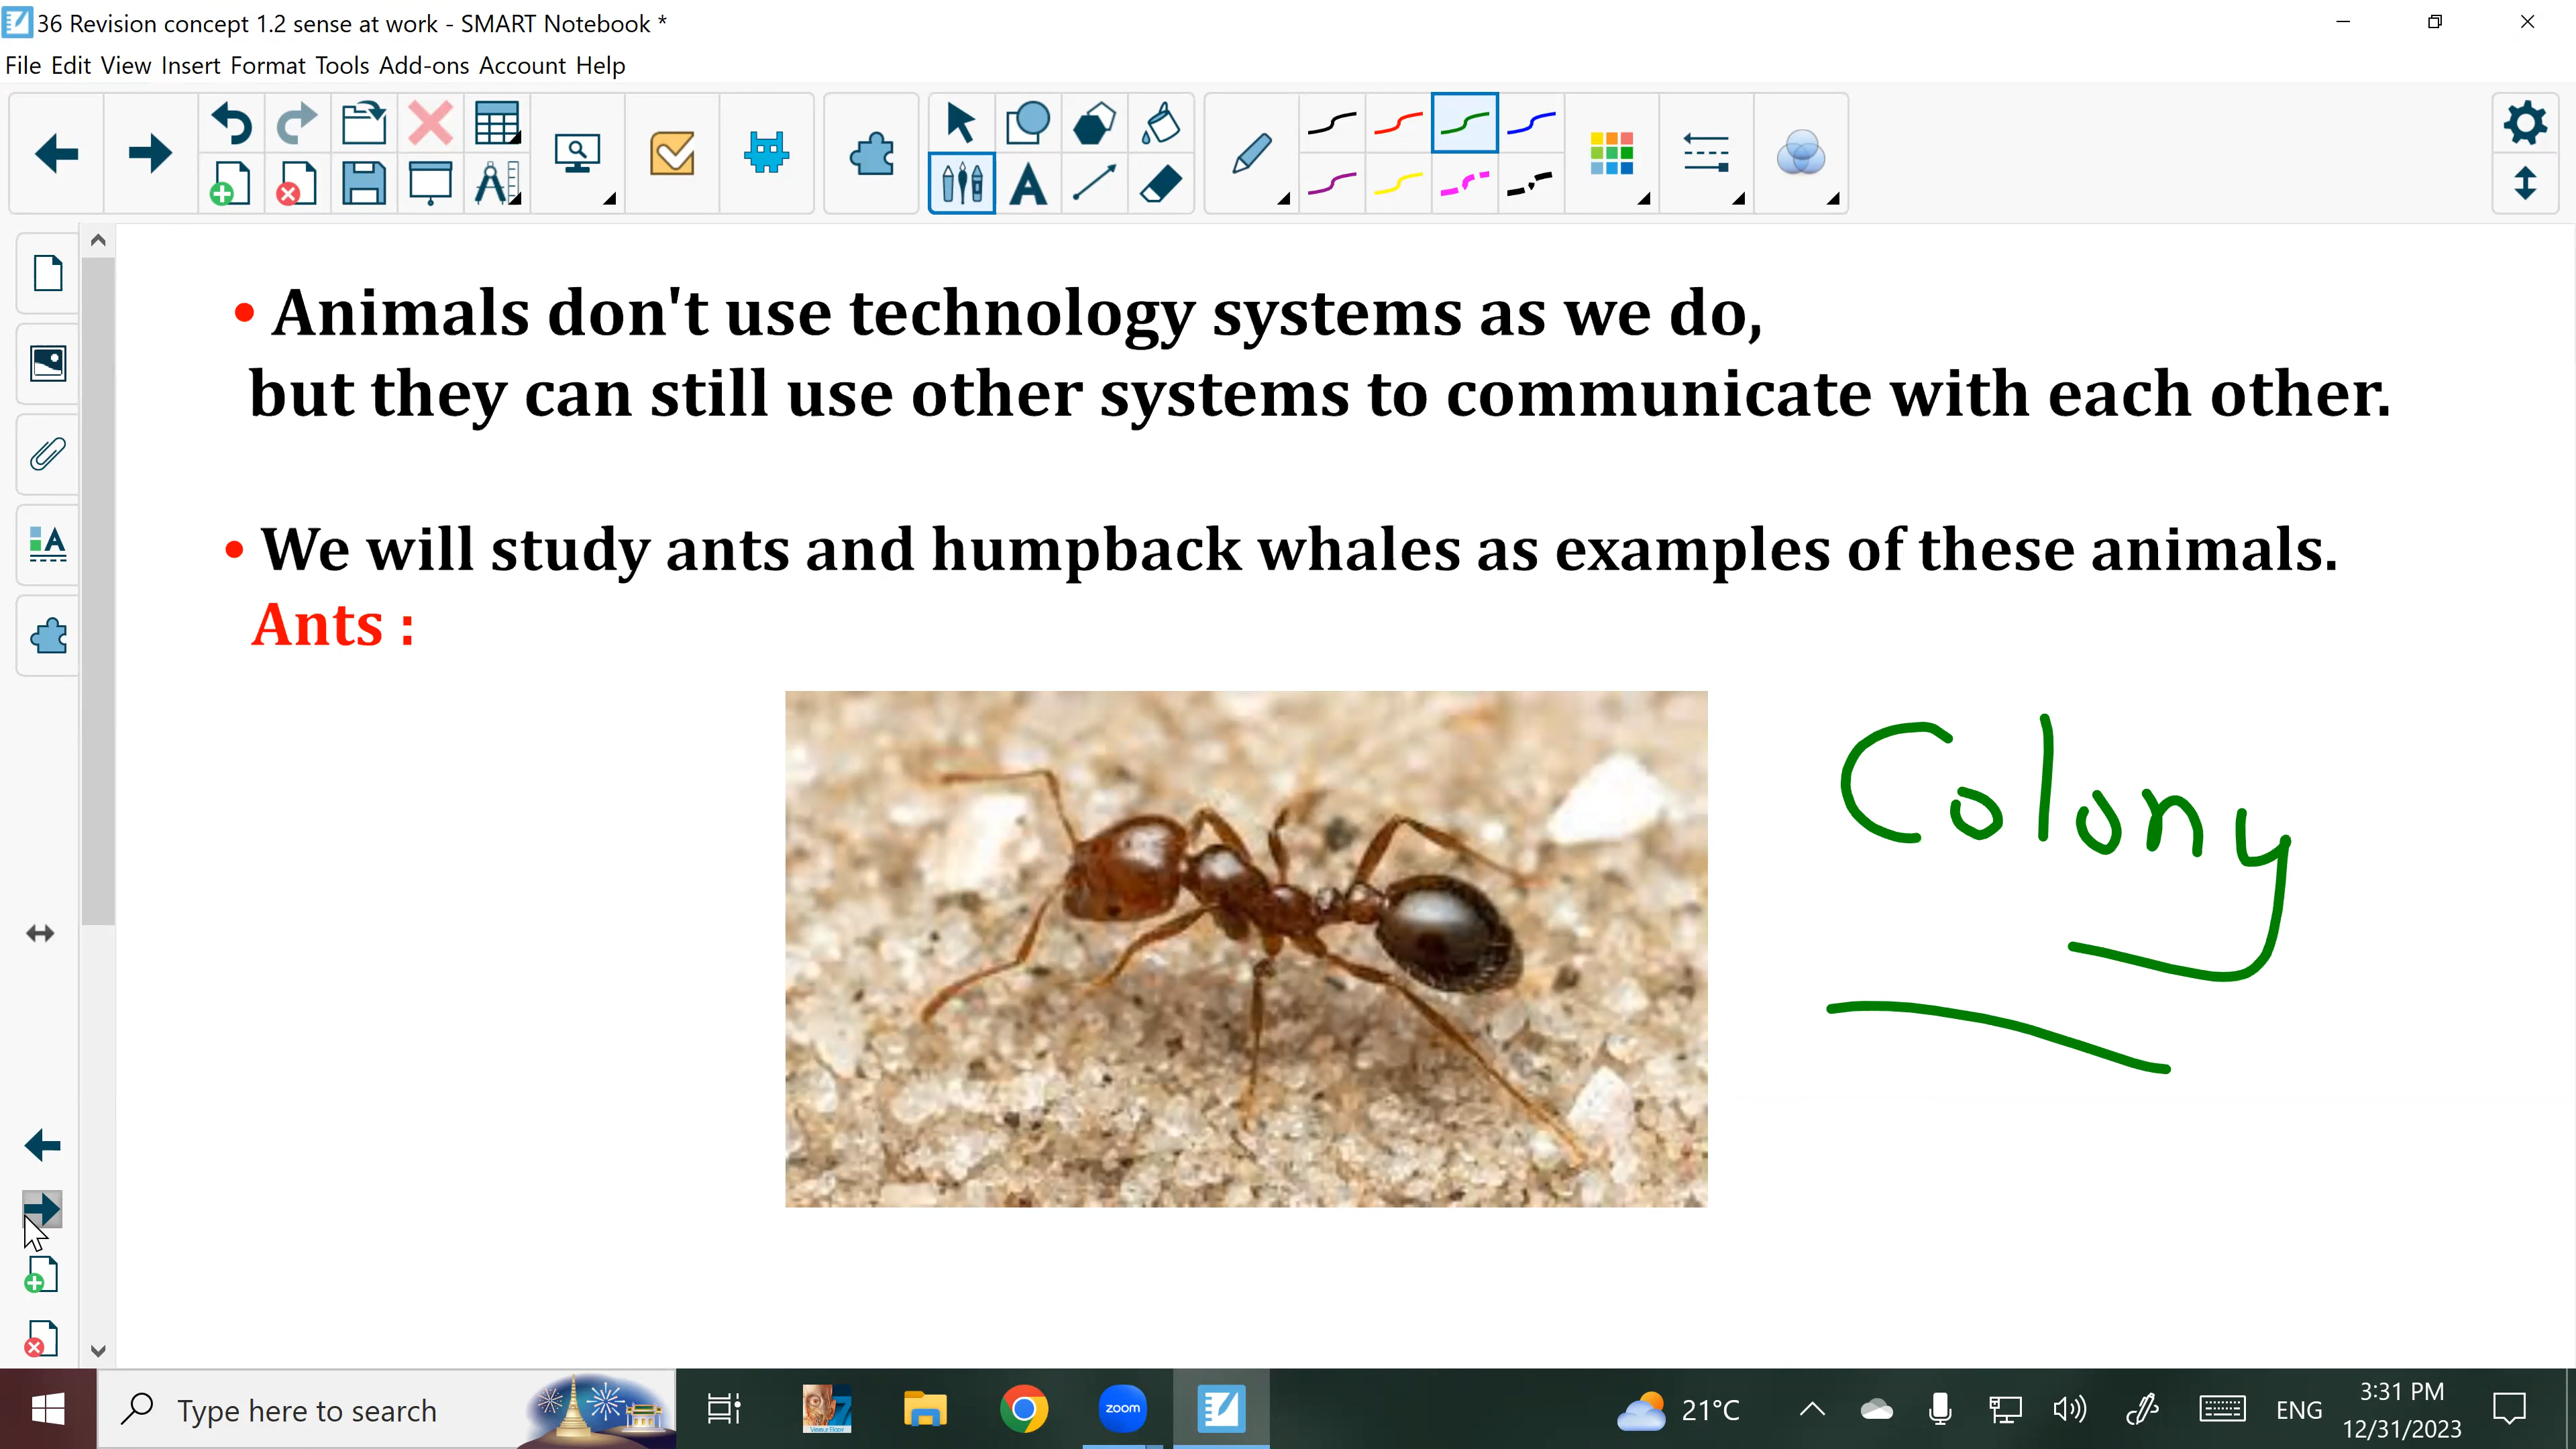 36 Revision concept 1.2 sense at work - SMART Notebook *
File Edit View Insert Format Tools Add-ons Account Help
• Animals don't use technology systems as we do,
but they can still use other systems to communicate with each other.
• We will study ants and humpback whales as examples of these animals.
Ants :
Colony
Type here to search
zoom
21°C
ENG
3:31 PM
12/31/2023